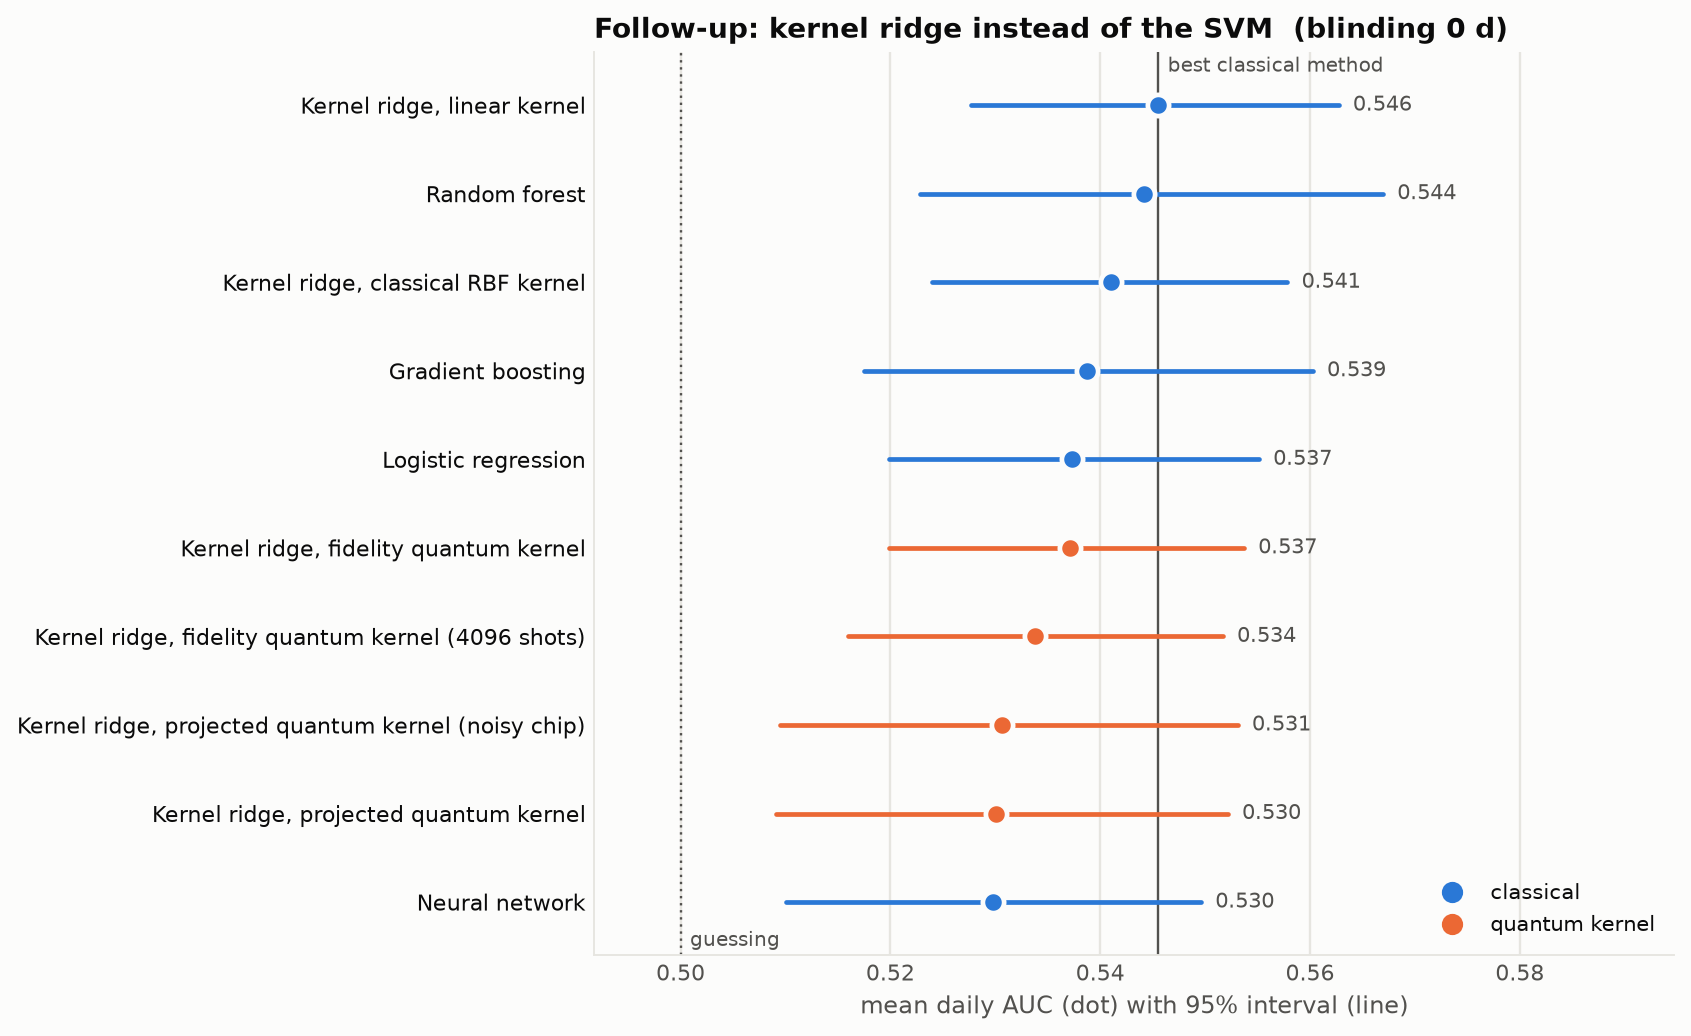 Follow-up: kernel ridge instead of the SVM  (blinding 0 d)
best classical method
Kernel ridge, linear kernel
0.546
Random forest
0.544
Kernel ridge, classical RBF kernel
0.541
Gradient boosting
0.539
Logistic regression
0.537
Kernel ridge, fidelity quantum kernel
0.537
Kernel ridge, fidelity quantum kernel (4096 shots)
0.534
Kernel ridge, projected quantum kernel (noisy chip)
0.531
Kernel ridge, projected quantum kernel
0.530
Neural network
0.530
classical
quantum kernel
guessing
0.50 0.52 0.54 0.56 0.58
mean daily AUC (dot) with 95% interval (line)